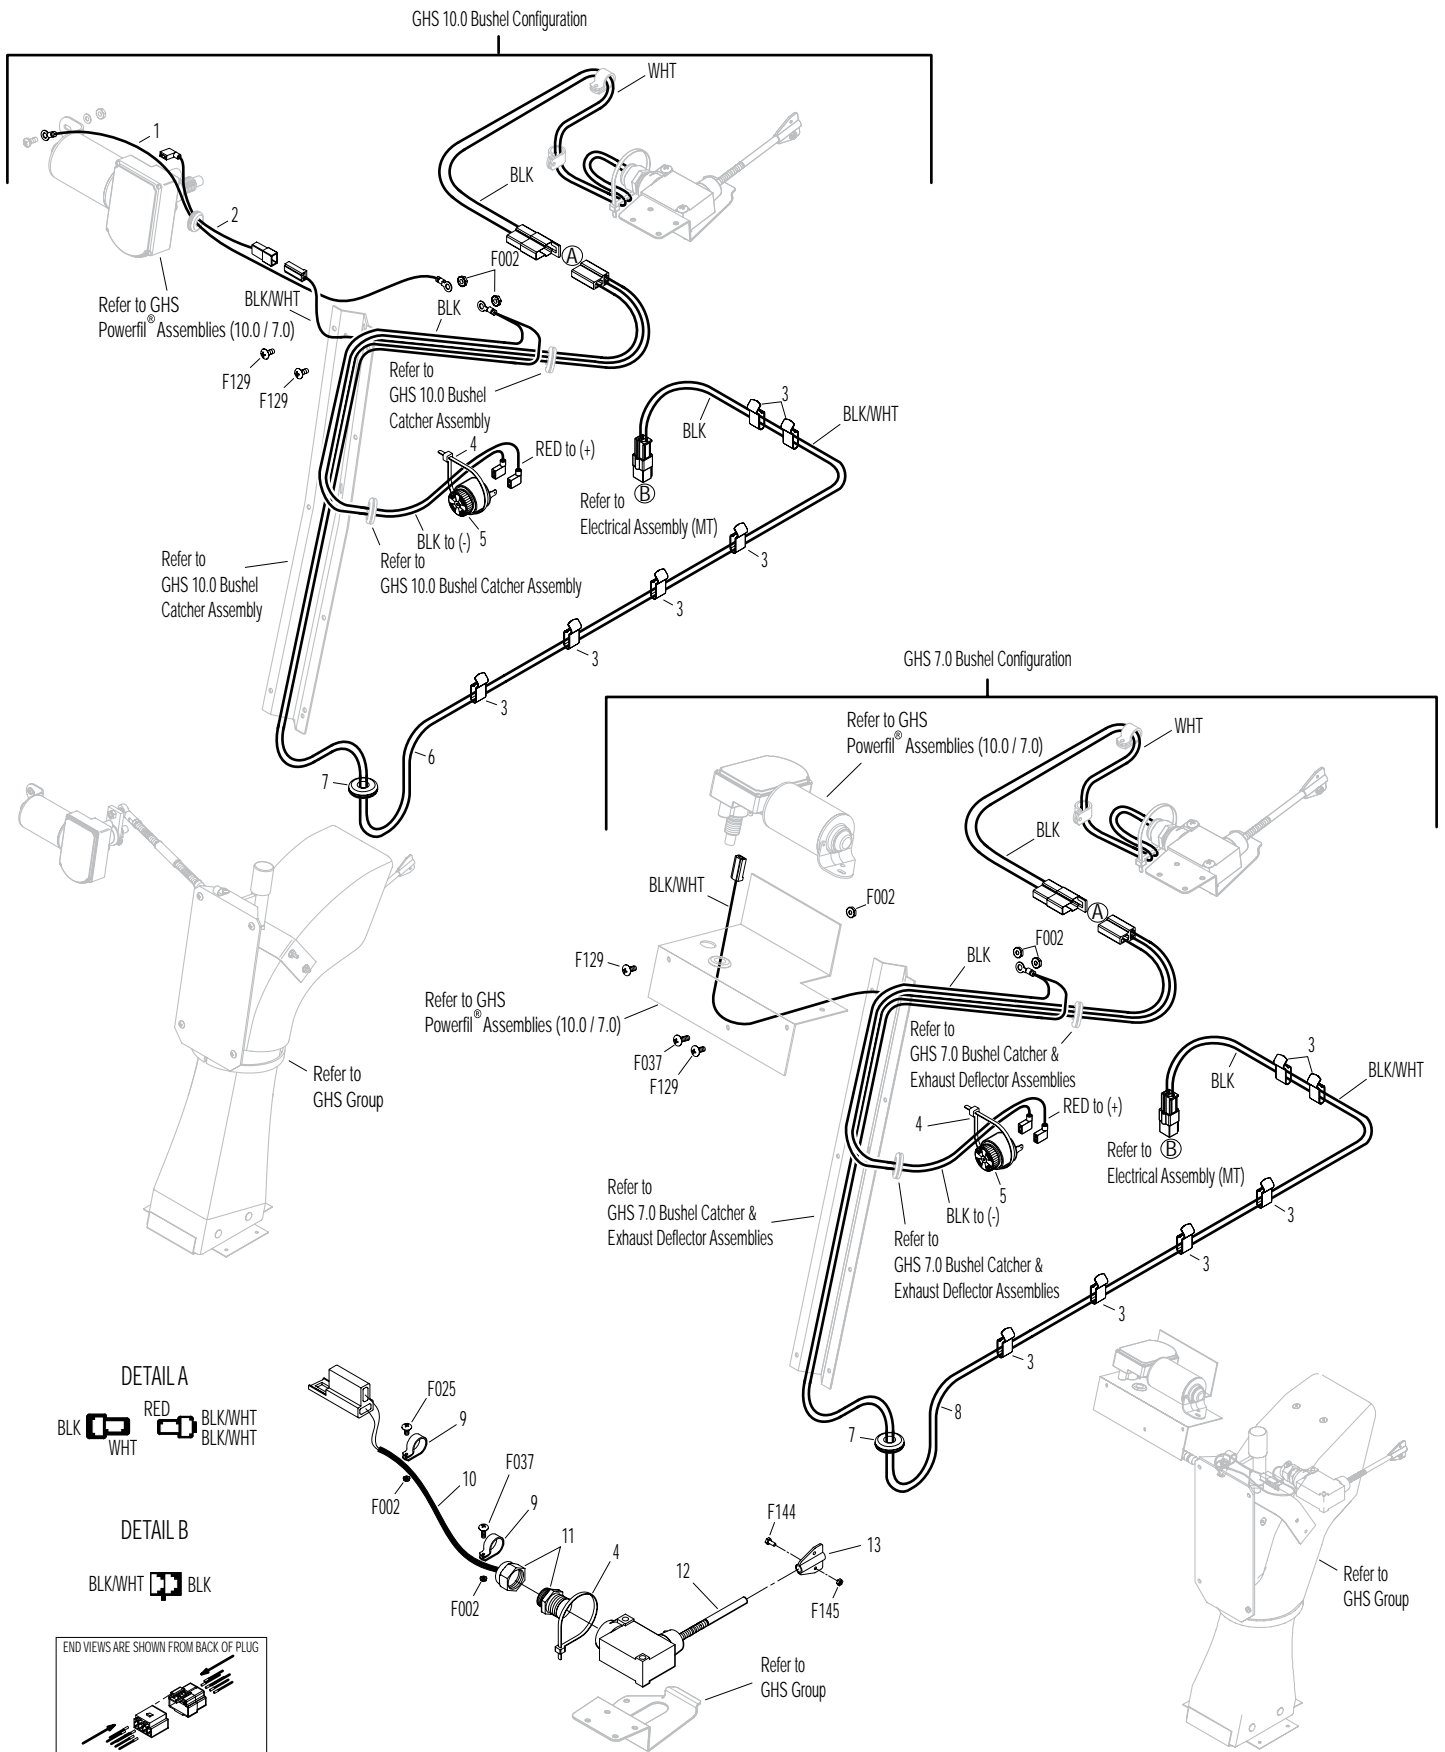 GHS 10.0 Bushel Configuration
WHT
1
BLK
2
A
F002
Refer to GHS
Powerfil® Assemblies (10.0 / 7.0)
BLK/WHT
BLK
F129
F129
Refer to
GHS 10.0 Bushel
Catcher Assembly
3
BLK
BLK/WHT
4
RED to (+)
B
Refer to
Electrical Assembly (MT)
BLK to (-)
5
Refer to
GHS 10.0 Bushel Catcher Assembly
Refer to
GHS 10.0 Bushel
Catcher Assembly
3
3
3
3
6
7
Refer to
GHS Group
GHS 7.0 Bushel Configuration
Refer to GHS
Powerfil® Assemblies (10.0 / 7.0)
WHT
BLK
BLK/WHT
F002
A
F002
F129
BLK
Refer to GHS
Powerfil® Assemblies (10.0 / 7.0)
F037
F129
Refer to
GHS 7.0 Bushel Catcher &
Exhaust Deflector Assemblies
3
BLK
BLK/WHT
4
RED to (+)
Refer to
B
Electrical Assembly (MT)
5
BLK to (-)
Refer to
GHS 7.0 Bushel Catcher &
Exhaust Deflector Assemblies
Refer to
GHS 7.0 Bushel Catcher &
Exhaust Deflector Assemblies
3
3
3
3
8
7
Refer to
GHS Group
DETAIL A
BLK
WHT
RED
BLK/WHT
BLK/WHT
DETAIL B
BLK/WHT
BLK
F025
9
10
F002
F037
9
11
F002
4
12
F144
13
F145
Refer to
GHS Group
END VIEWS ARE SHOWN FROM BACK OF PLUG